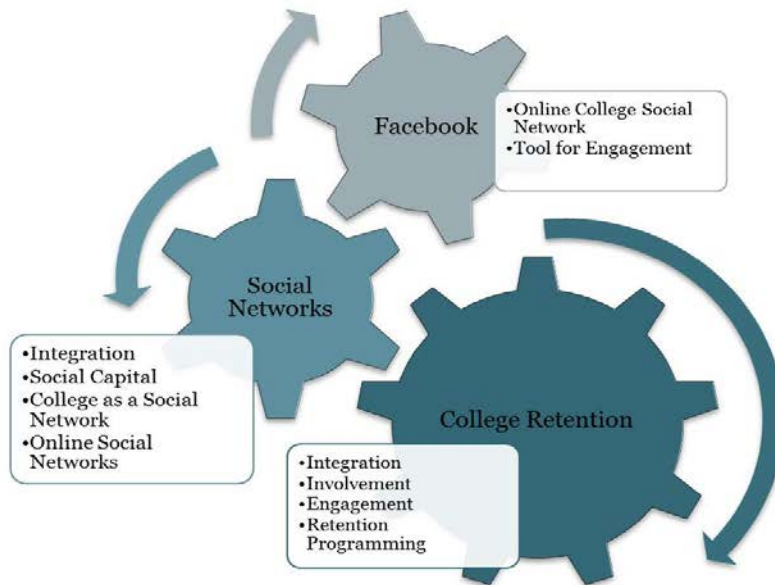 Facebook
•Online College Social
Network
•Tool for Engagement
Social
Networks
•Integration
•Social Capital
•College as a Social
Network
•Online Social
Networks
College Retention
•Integration
•Involvement
•Engagement
•Retention
Programming